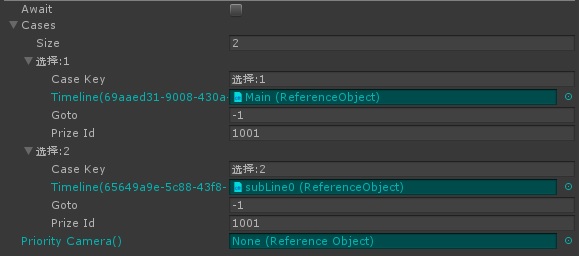 Await
Cases
Size 2
选择:1
Case Key 选择:1
Timeline(69aaed31-9008-430a- Main (ReferenceObject)
Goto -1
Prize Id 1001
选择:2
Case Key 选择:2
Timeline(65649a9e-5c88-43f8- subLine0 (ReferenceObject)
Goto -1
Prize Id 1001
Priority Camera() None (Reference Object)